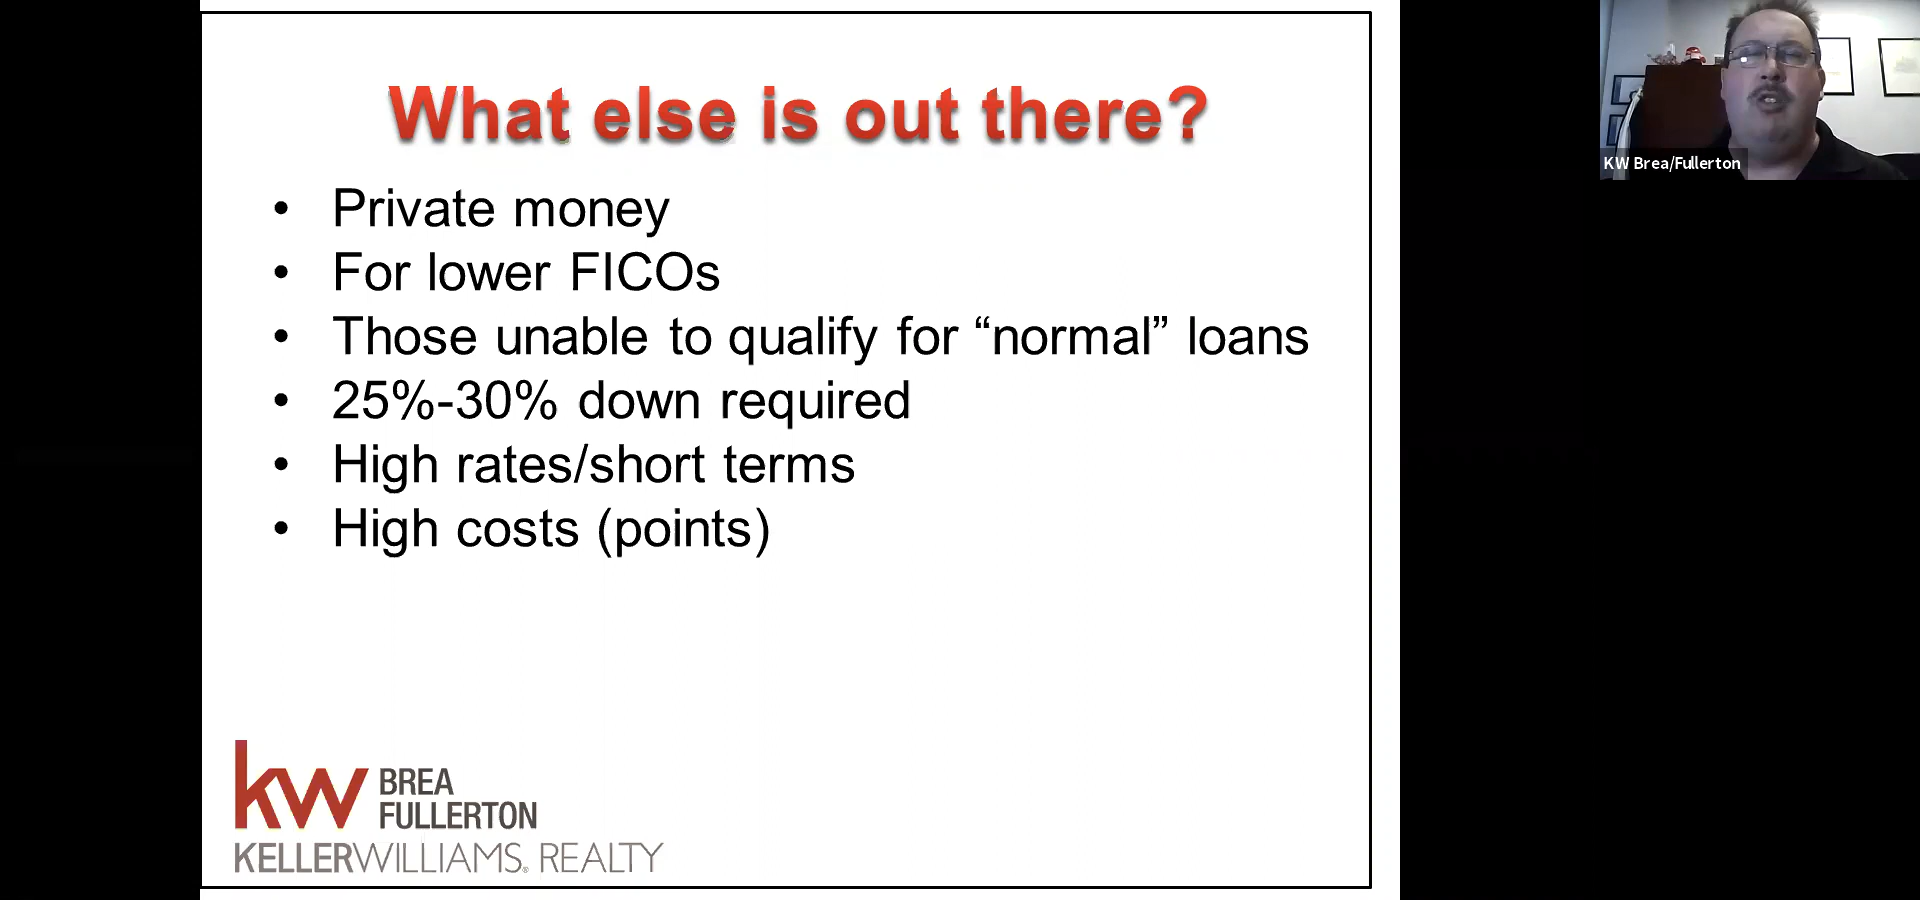 What else is out there?
• Private money
• For lower FICOs
• Those unable to qualify for “normal” loans
• 25%-30% down required
• High rates/short terms
• High costs (points)
kw BREA
FULLERTON
KELLERWILLIAMS® REALTY
KW Brea/Fullerton